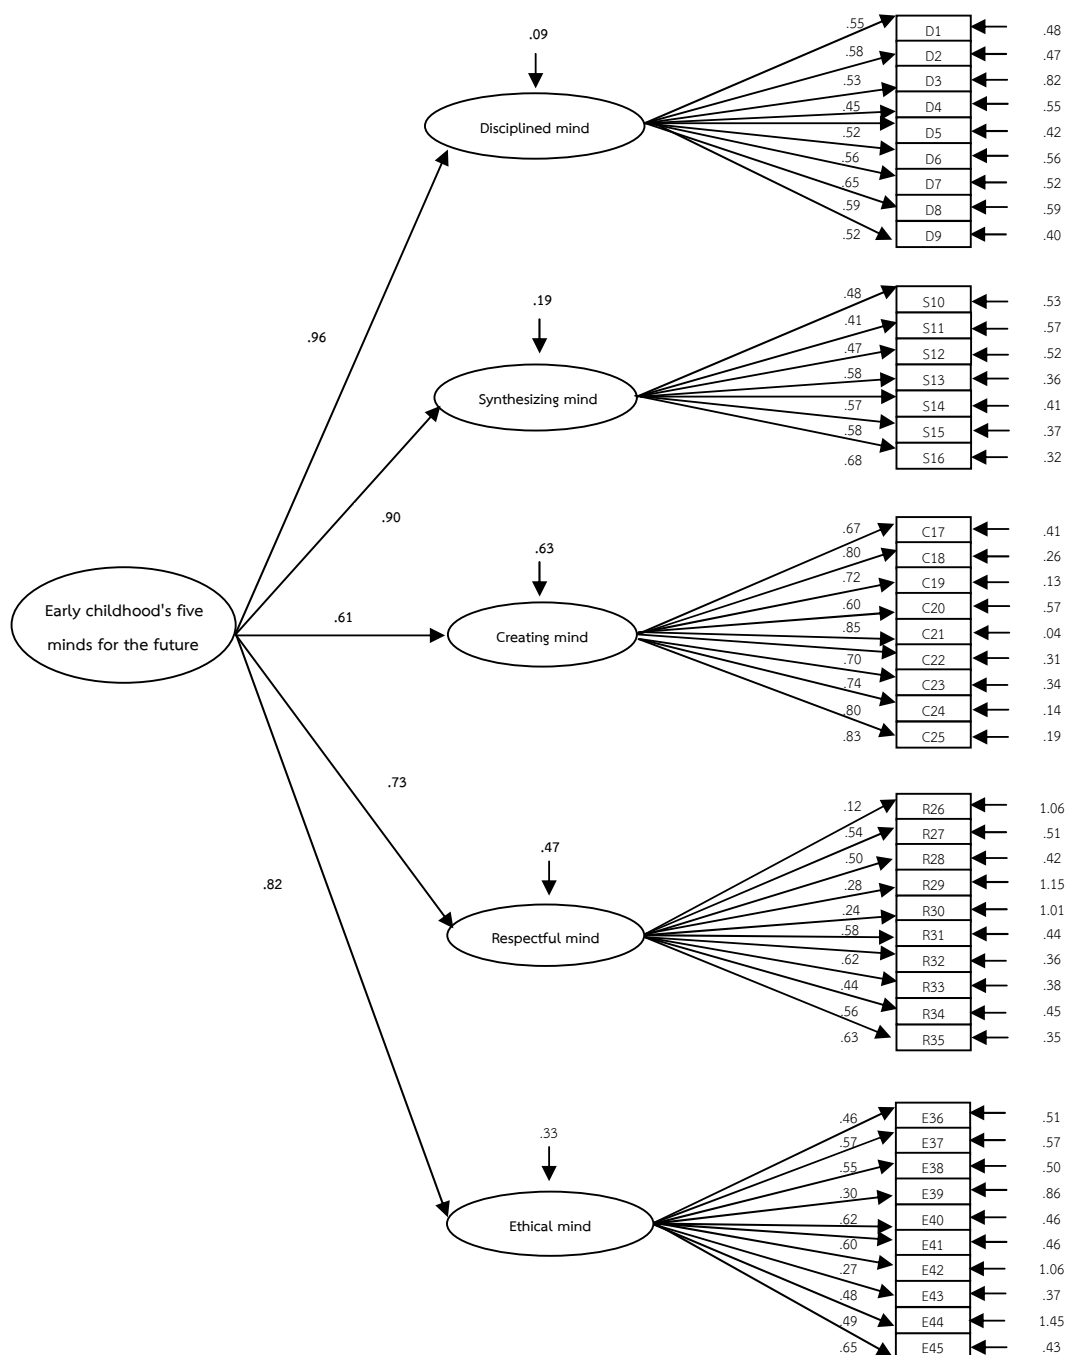 .09
Disciplined mind
.55 D1 .48
.58 D2 .47
.53 D3 .82
.45 D4 .55
.52 D5 .42
.56 D6 .56
.65 D7 .52
.59 D8 .59
.52 D9 .40
.96
.19
Synthesizing mind
.48 S10 .53
.41 S11 .57
.47 S12 .52
.58 S13 .36
.57 S14 .41
.58 S15 .37
.68 S16 .32
.90
Early childhood's five
minds for the future
.61
.63
Creating mind
.67 C17 .41
.80 C18 .26
.72 C19 .13
.60 C20 .57
.85 C21 .04
.70 C22 .31
.74 C23 .34
.80 C24 .14
.83 C25 .19
.73
.47
Respectful mind
.12 R26 1.06
.54 R27 .51
.50 R28 .42
.28 R29 1.15
.24 R30 1.01
.58 R31 .44
.62 R32 .36
.44 R33 .38
.56 R34 .45
.63 R35 .35
.82
.33
Ethical mind
.46 E36 .51
.57 E37 .57
.55 E38 .50
.30 E39 .86
.62 E40 .46
.60 E41 .46
.27 E42 1.06
.48 E43 .37
.49 E44 1.45
.65 E45 .43